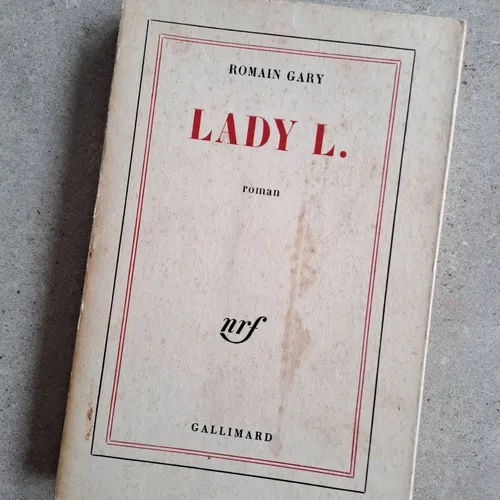 ROMAIN GARY
LADY L.
roman
nrf
GALLIMARD